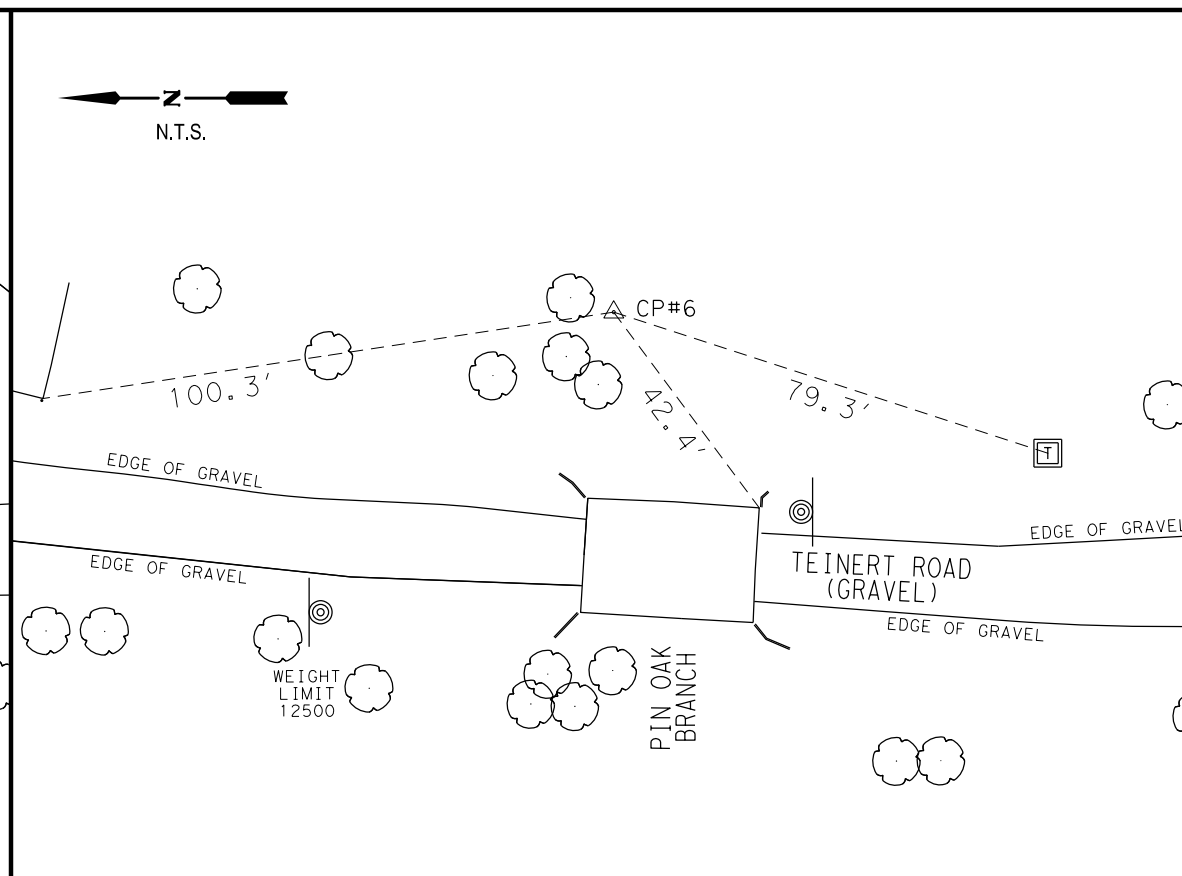 N
N.T.S.
CP#6
100.3'
42.4'
79.3'
T
EDGE OF GRAVEL
EDGE OF GRAVEL
EDGE OF GRAVEL
TEINERT ROAD
(GRAVEL)
EDGE OF GRAVEL
WEIGHT
LIMIT
12500
PIN OAK
BRANCH